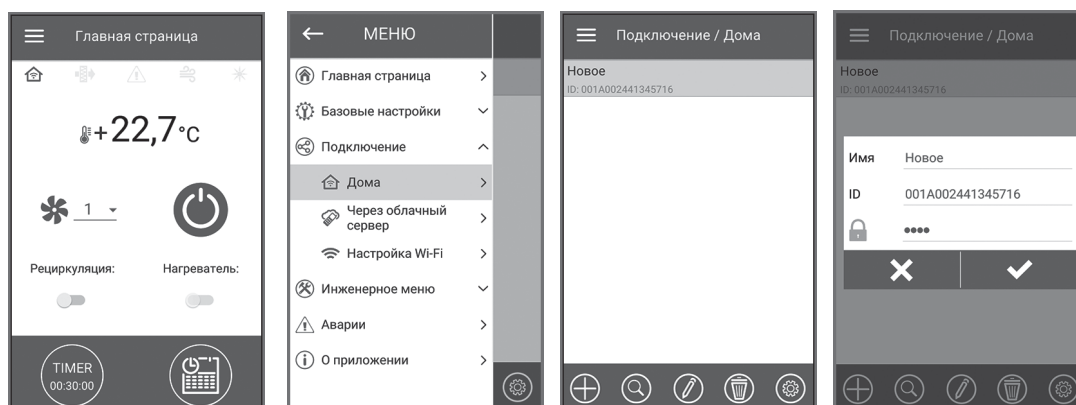 Главная страница
+22,7°C
1
Рециркуляция:
Нагреватель:
TIMER
00:30:00
МЕНЮ
Главная страница
Базовые настройки
Подключение
Дома
Через облачный
сервер
Настройка Wi-Fi
Инженерное меню
Аварии
О приложении
Подключение / Дома
Новое
ID: 001A002441345716
Подключение / Дома
Новое
ID: 001A002441345716
Имя Новое
ID 001A002441345716